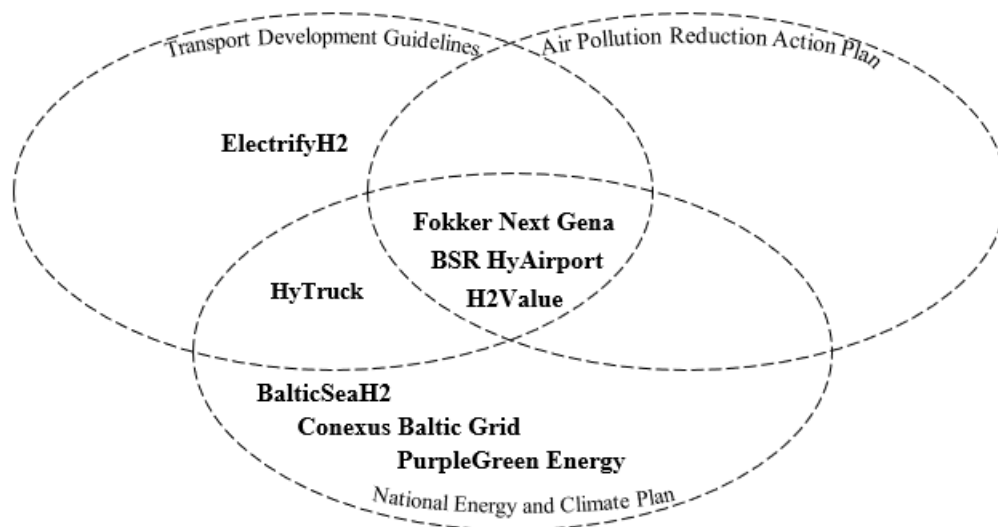 Transport Development Guidelines
Air Pollution Reduction Action Plan
ElectrifyH2
Fokker Next Gena
BSR HyAirport
H2Value
HyTruck
BalticSeaH2
Conexus Baltic Grid
PurpleGreen Energy
National Energy and Climate Plan